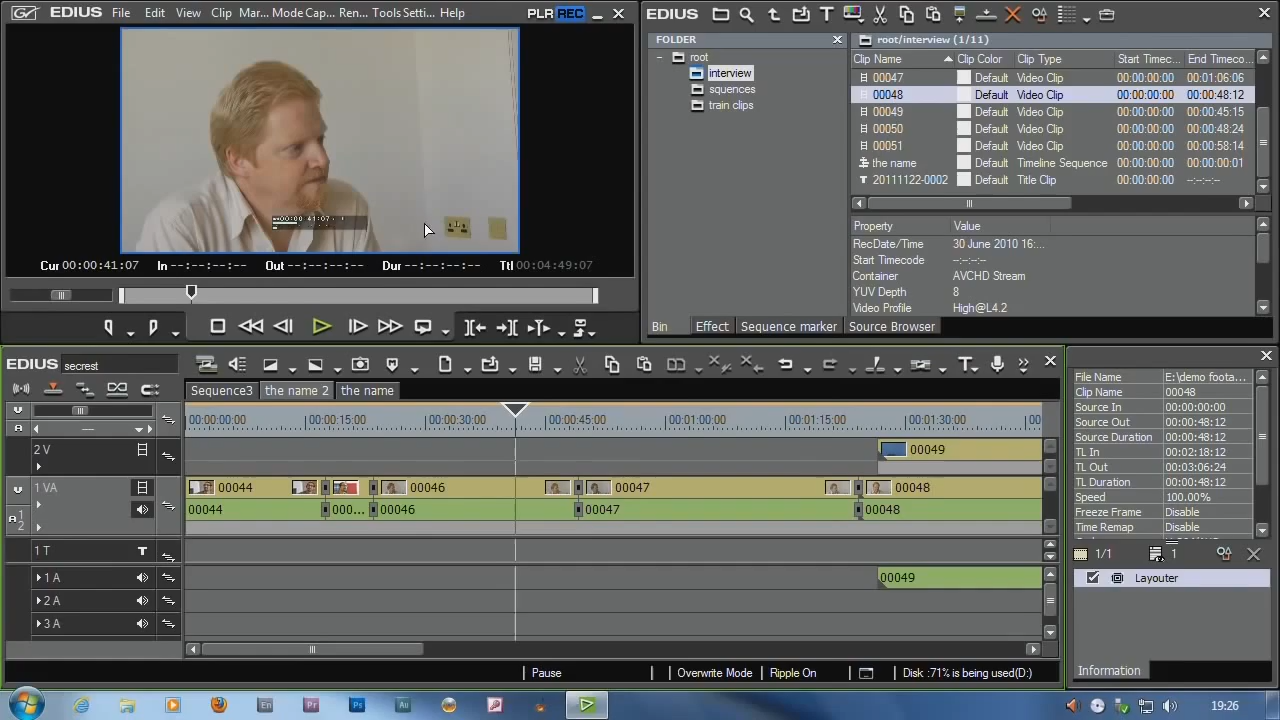 EDIUS File Edit View Clip Mar... Mode Cap... Ren... Tools Setti... Help PLR REC
Cur 00:00:41:07 In --:--:--:-- Out --:--:--:-- Dur --:--:--:-- Ttl 00:04:49:07
EDIUS
FOLDER
root
interview
squences
train clips
root/interview (1/11)
Clip Name Clip Color Clip Type Start Timec... End Timeco...
00047 Default Video Clip 00:00:00:00 00:01:06:06
00048 Default Video Clip 00:00:00:00 00:00:48:12
00049 Default Video Clip 00:00:00:00 00:00:45:15
00050 Default Video Clip 00:00:00:00 00:00:48:24
00051 Default Video Clip 00:00:00:00 00:00:58:14
the name Default Timeline Sequence 00:00:00:00 00:00:00:01
20111122-0002 Default Title Clip 00:00:00:00 --:--:--:--
Property Value
RecDate/Time 30 June 2010 16:...
Start Timecode --:--:--:--
Container AVCHD Stream
YUV Depth 8
Video Profile High@L4.2
Bin Effect Sequence marker Source Browser
EDIUS secrest
Sequence3 the name 2 the name
00:00:00:00 00:00:15:00 00:00:30:00 00:00:45:00 00:01:00:00 00:01:15:00 00:01:30:00 00:0
2 V 00049
1 VA 00044 00046 00047 00048
00044 000... 00046 00047 00048
1 T T
1 A 00049
2 A
3 A
Pause Overwrite Mode Ripple On Disk :71% is being used(D:)
File Name E:\demo foota...
Clip Name 00048
Source In 00:00:00:00
Source Out 00:00:48:12
Source Duration 00:00:48:12
TL In 00:02:18:12
TL Out 00:03:06:24
TL Duration 00:00:48:12
Speed 100.00%
Freeze Frame Disable
Time Remap Disable
1/1 1
Layouter
Information
19:26